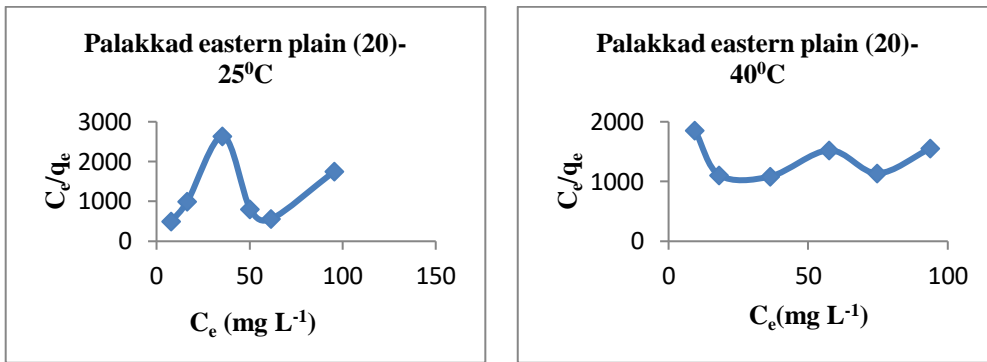 Palakkad eastern plain (20)-
25⁰C
3000
2000
1000
0
0 50 100 150
Cₑ/qₑ
Cₑ (mg L⁻¹)
Palakkad eastern plain (20)-
40⁰C
2000
1000
0
0 50 100
Cₑ/qₑ
Cₑ(mg L⁻¹)